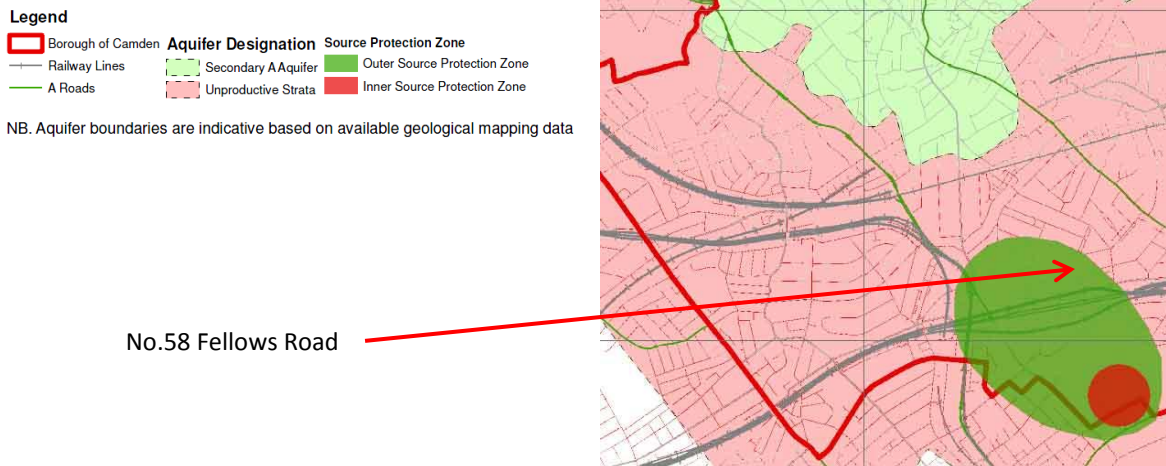 Legend
Borough of Camden
Railway Lines
A Roads
Aquifer Designation
Secondary A Aquifer
Unproductive Strata
Source Protection Zone
Outer Source Protection Zone
Inner Source Protection Zone
NB. Aquifer boundaries are indicative based on available geological mapping data
No.58 Fellows Road